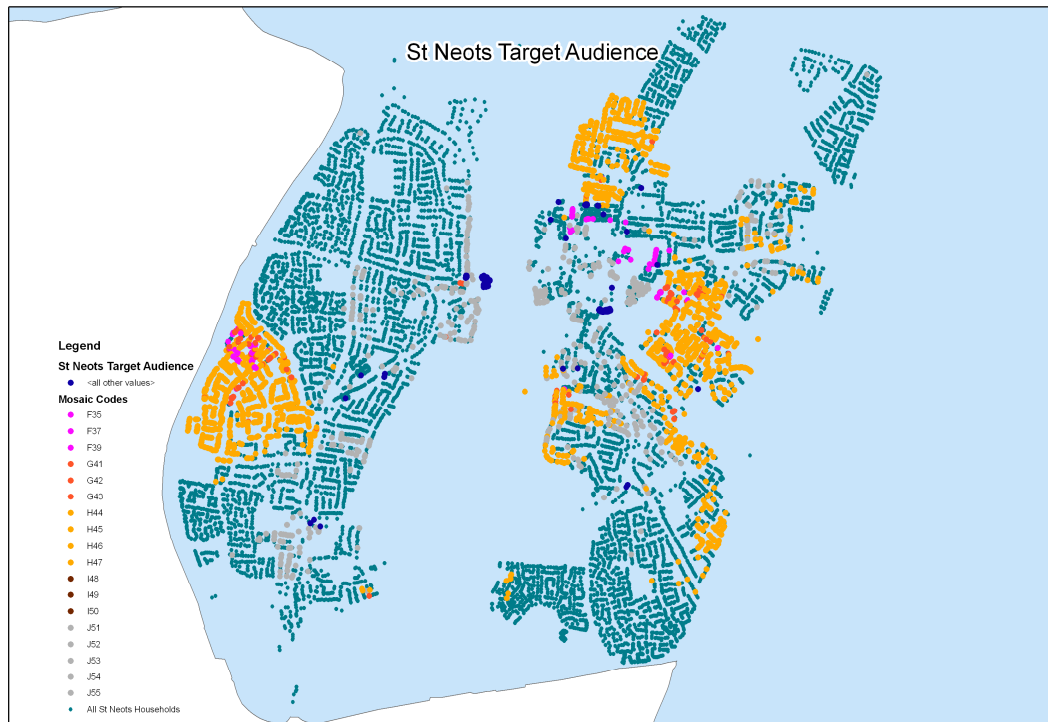 St Neots Target Audience
Legend
St Neots Target Audience
<all other values>
Mosaic Codes
F35
F37
F39
G41
G42
G43
H44
H45
H46
H47
I48
I49
I50
J51
J52
J53
J54
J55
All St Neots Households